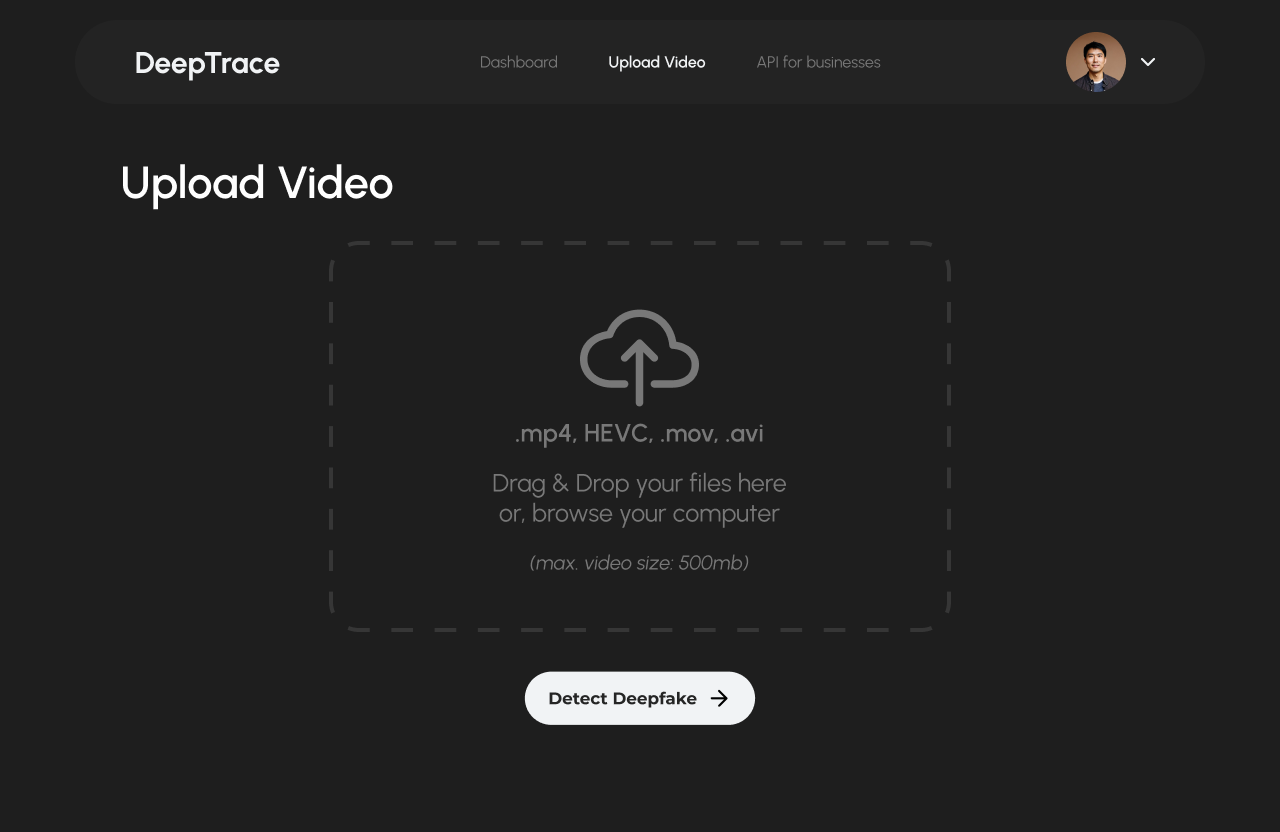 DeepTrace
Dashboard
Upload Video
API for businesses
Upload Video
.mp4, HEVC, .mov, .avi
Drag & Drop your files here
or, browse your computer
(max. video size: 500mb)
Detect Deepfake